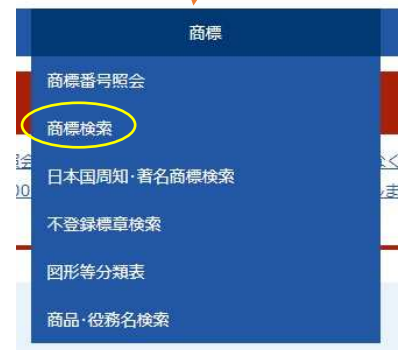 商標
商標番号照会
商標検索
日本国周知·著名商標検索
不登録標章検索
図形等分類表
商品·役務名検索